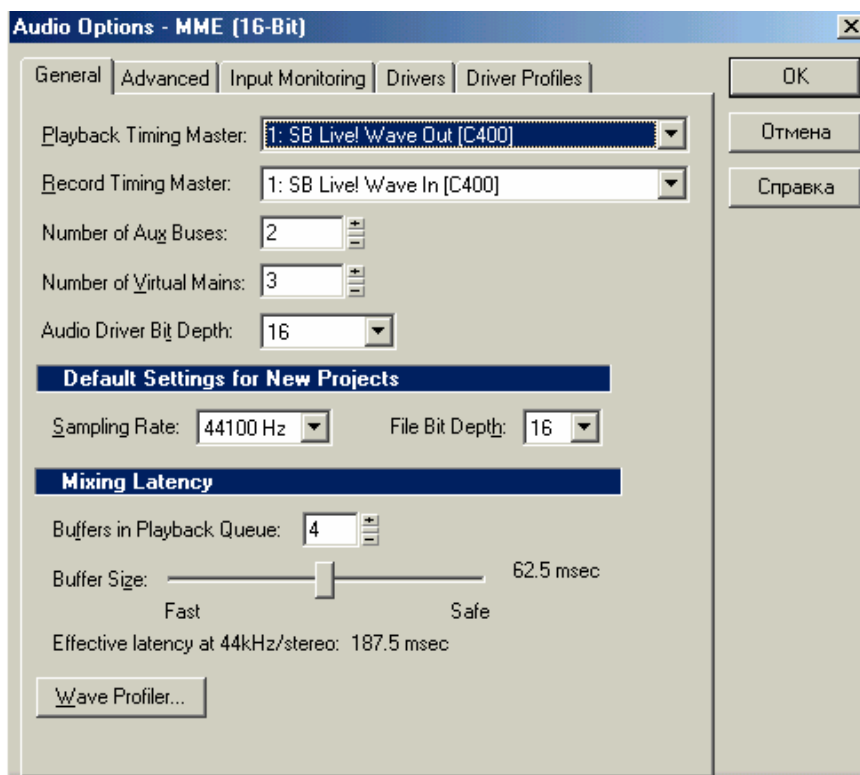 Audio Options - MME (16-Bit)
General Advanced Input Monitoring Drivers Driver Profiles
OK
Отмена
Справка
Playback Timing Master: 1: SB Live! Wave Out [C400]
Record Timing Master: 1: SB Live! Wave In [C400]
Number of Aux Buses: 2
Number of Virtual Mains: 3
Audio Driver Bit Depth: 16
Default Settings for New Projects
Sampling Rate: 44100 Hz File Bit Depth: 16
Mixing Latency
Buffers in Playback Queue: 4
Buffer Size: 62.5 msec
Fast Safe
Effective latency at 44kHz/stereo: 187.5 msec
Wave Profiler...